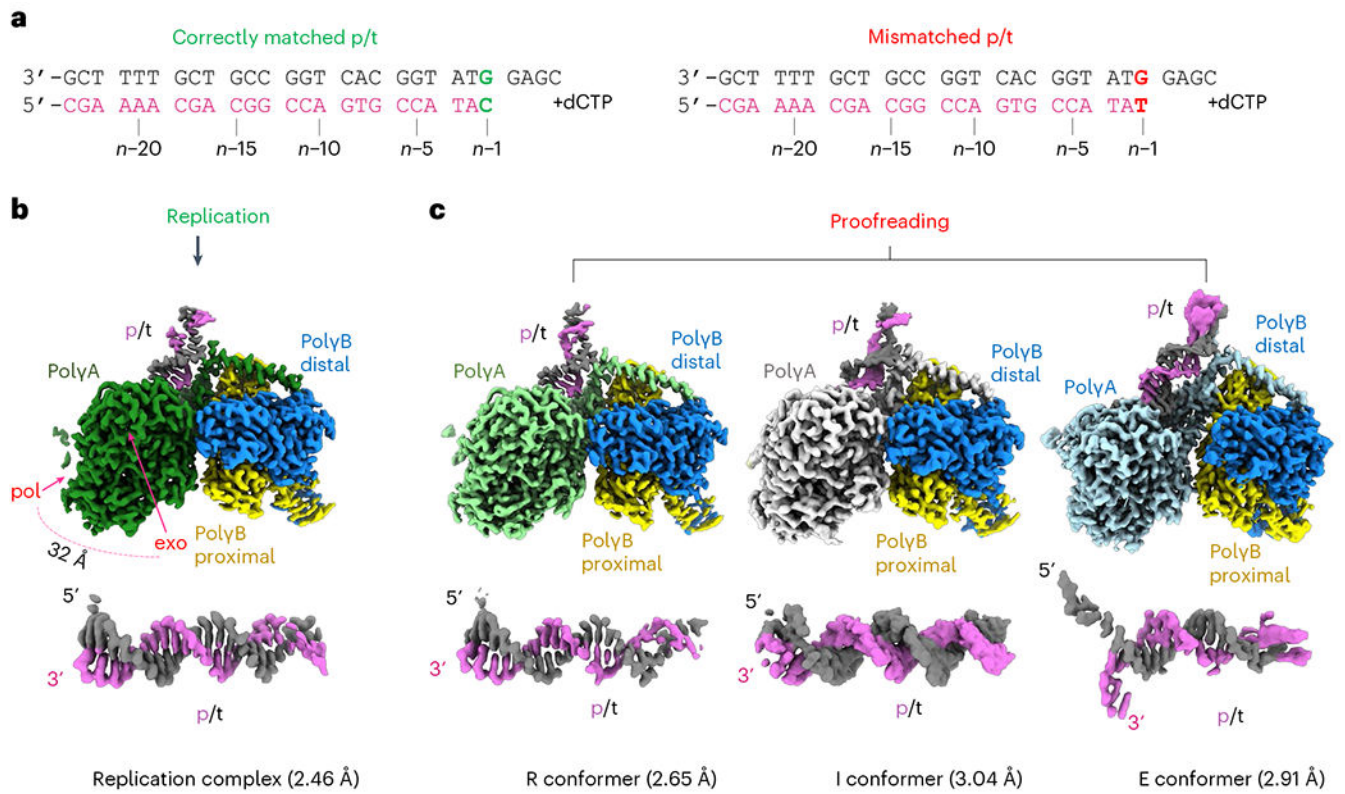 a
Correctly matched p/t
3′ -GCT TTT GCT GCC GGT CAC GGT ATG GAGC
5′ -CGA AAA CGA CGG CCA GTG CCA TAC
+dCTP
n–20 n–15 n–10 n–5 n–1
Mismatched p/t
3′ -GCT TTT GCT GCC GGT CAC GGT ATG GAGC
5′ -CGA AAA CGA CGG CCA GTG CCA TAT
+dCTP
n–20 n–15 n–10 n–5 n–1
b
Replication
p/t
PolγB
distal
PolγA
pol
exo
32 Å
PolγB
proximal
5′
3′
p/t
Replication complex (2.46 Å)
c
Proofreading
p/t
PolγB
distal
PolγA
PolγB
proximal
5′
3′
p/t
R conformer (2.65 Å)
p/t
PolγB
distal
PolγA
PolγB
proximal
5′
3′
p/t
I conformer (3.04 Å)
p/t
PolγB
distal
PolγA
PolγB
proximal
5′
3′
p/t
E conformer (2.91 Å)